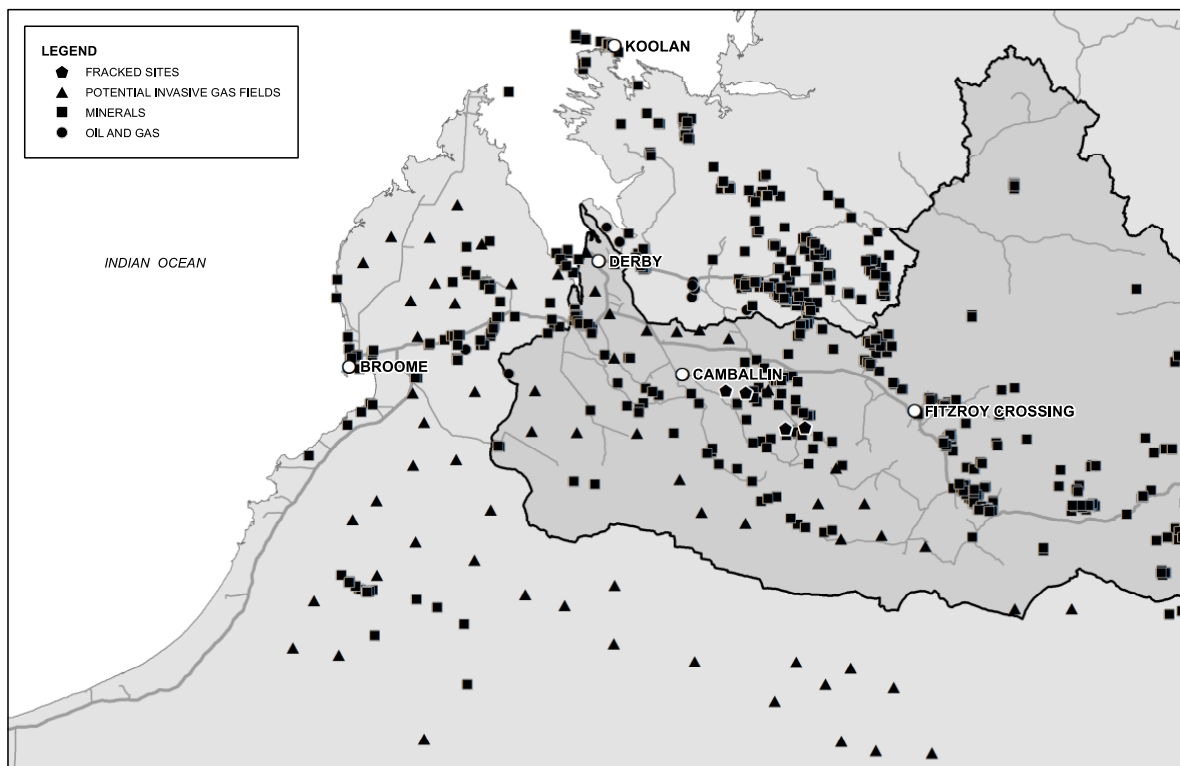 LEGEND
FRACKED SITES
POTENTIAL INVASIVE GAS FIELDS
MINERALS
OIL AND GAS
KOOLAN
INDIAN OCEAN
DERBY
BROOME
CAMBALLIN
FITZROY CROSSING